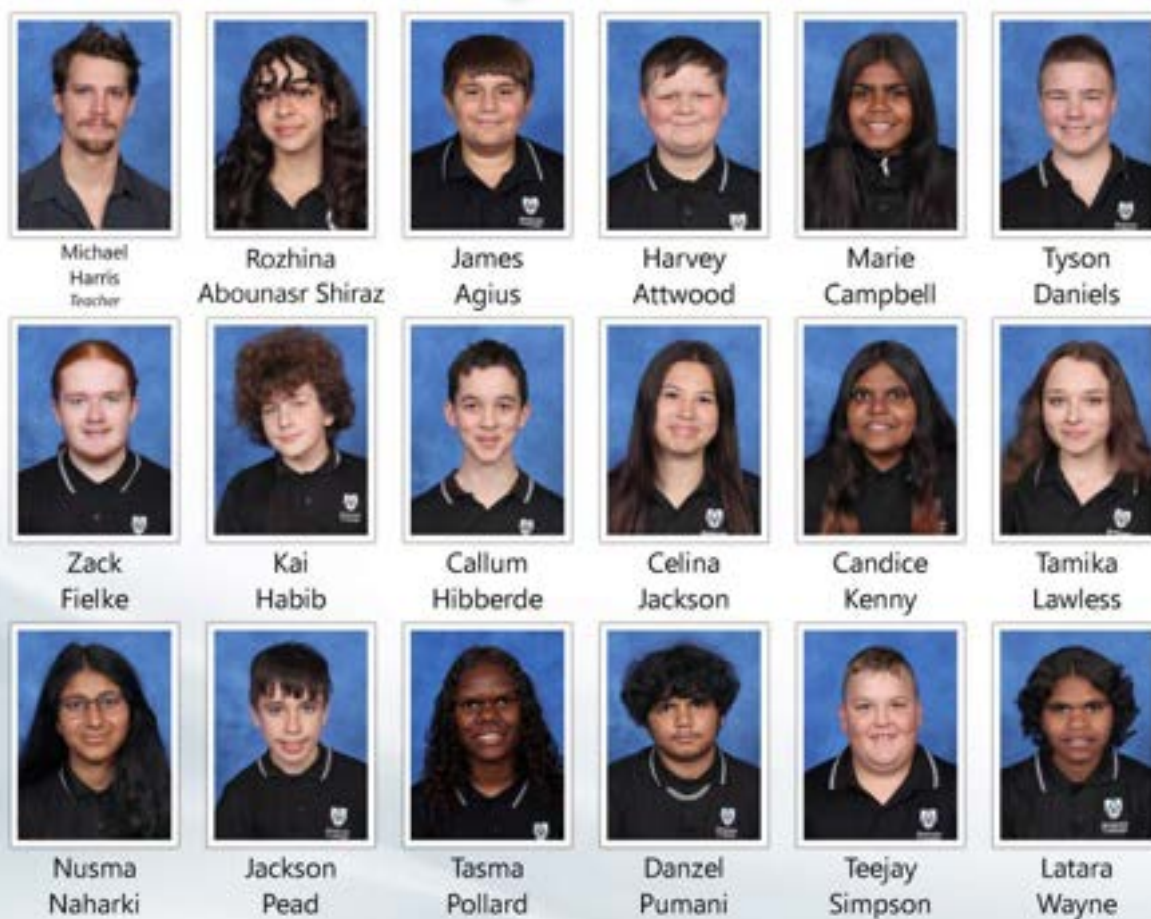 Michael
Harris
Teacher
Rozhina
Abounasr Shiraz
James
Agius
Harvey
Attwood
Marie
Campbell
Tyson
Daniels
Zack
Fielke
Kai
Habib
Callum
Hibberde
Celina
Jackson
Candice
Kenny
Tamika
Lawless
Nusma
Naharki
Jackson
Pead
Tasma
Pollard
Danzel
Pumani
Teejay
Simpson
Latara
Wayne